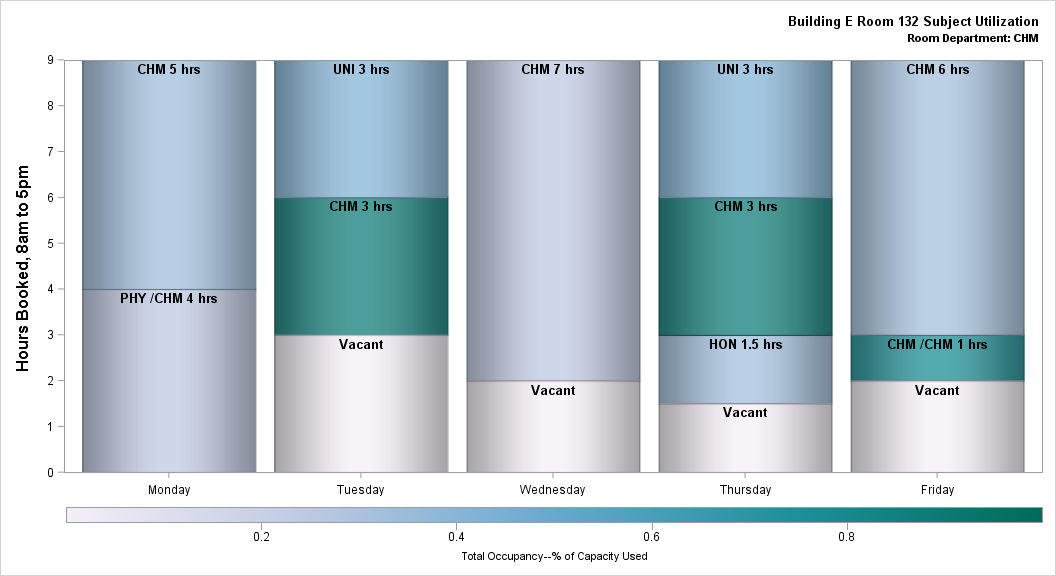 Building E Room 132 Subject Utilization
Room Department: CHM
Hours Booked, 8am to 5pm
9
8
7
6
5
4
3
2
1
0
CHM 5 hrs
PHY /CHM 4 hrs
UNI 3 hrs
CHM 3 hrs
Vacant
CHM 7 hrs
Vacant
UNI 3 hrs
CHM 3 hrs
HON 1.5 hrs
Vacant
CHM 6 hrs
CHM /CHM 1 hrs
Vacant
Monday
Tuesday
Wednesday
Thursday
Friday
0.2
0.4
0.6
0.8
Total Occupancy--% of Capacity Used